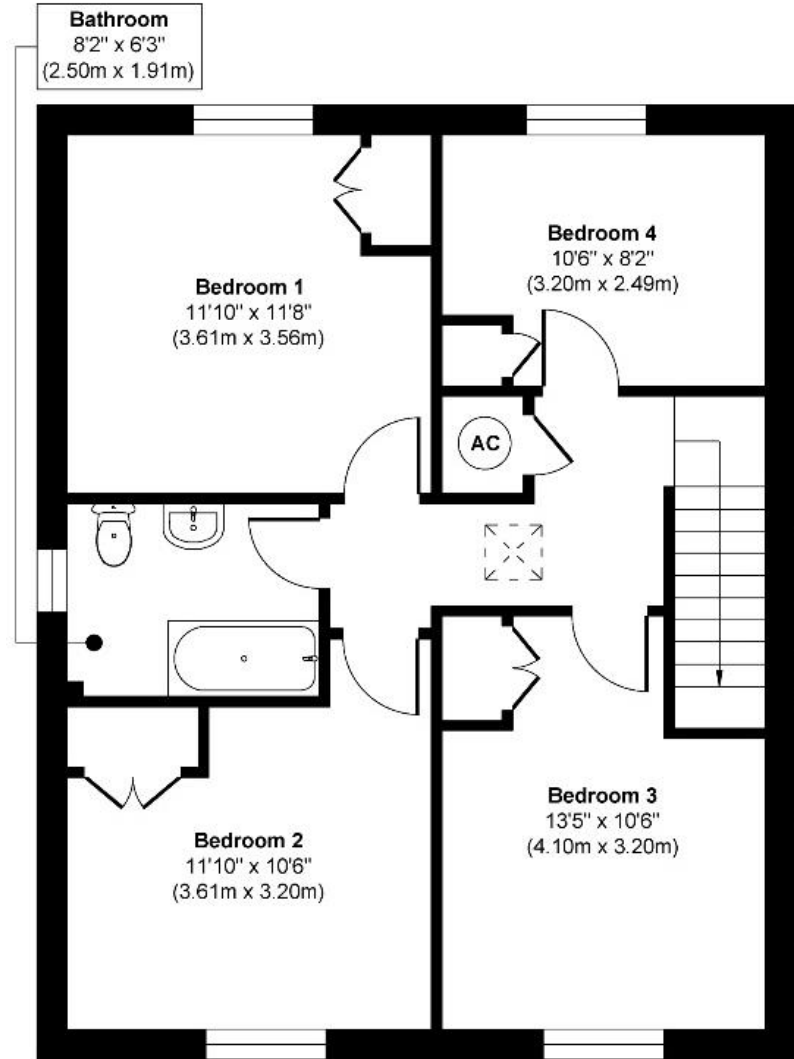 Bathroom
8'2" x 6'3"
(2.50m x 1.91m)
Bedroom 1
11'10" x 11'8"
(3.61m x 3.56m)
Bedroom 4
10'6" x 8'2"
(3.20m x 2.49m)
AC
Bedroom 2
11'10" x 10'6"
(3.61m x 3.20m)
Bedroom 3
13'5" x 10'6"
(4.10m x 3.20m)